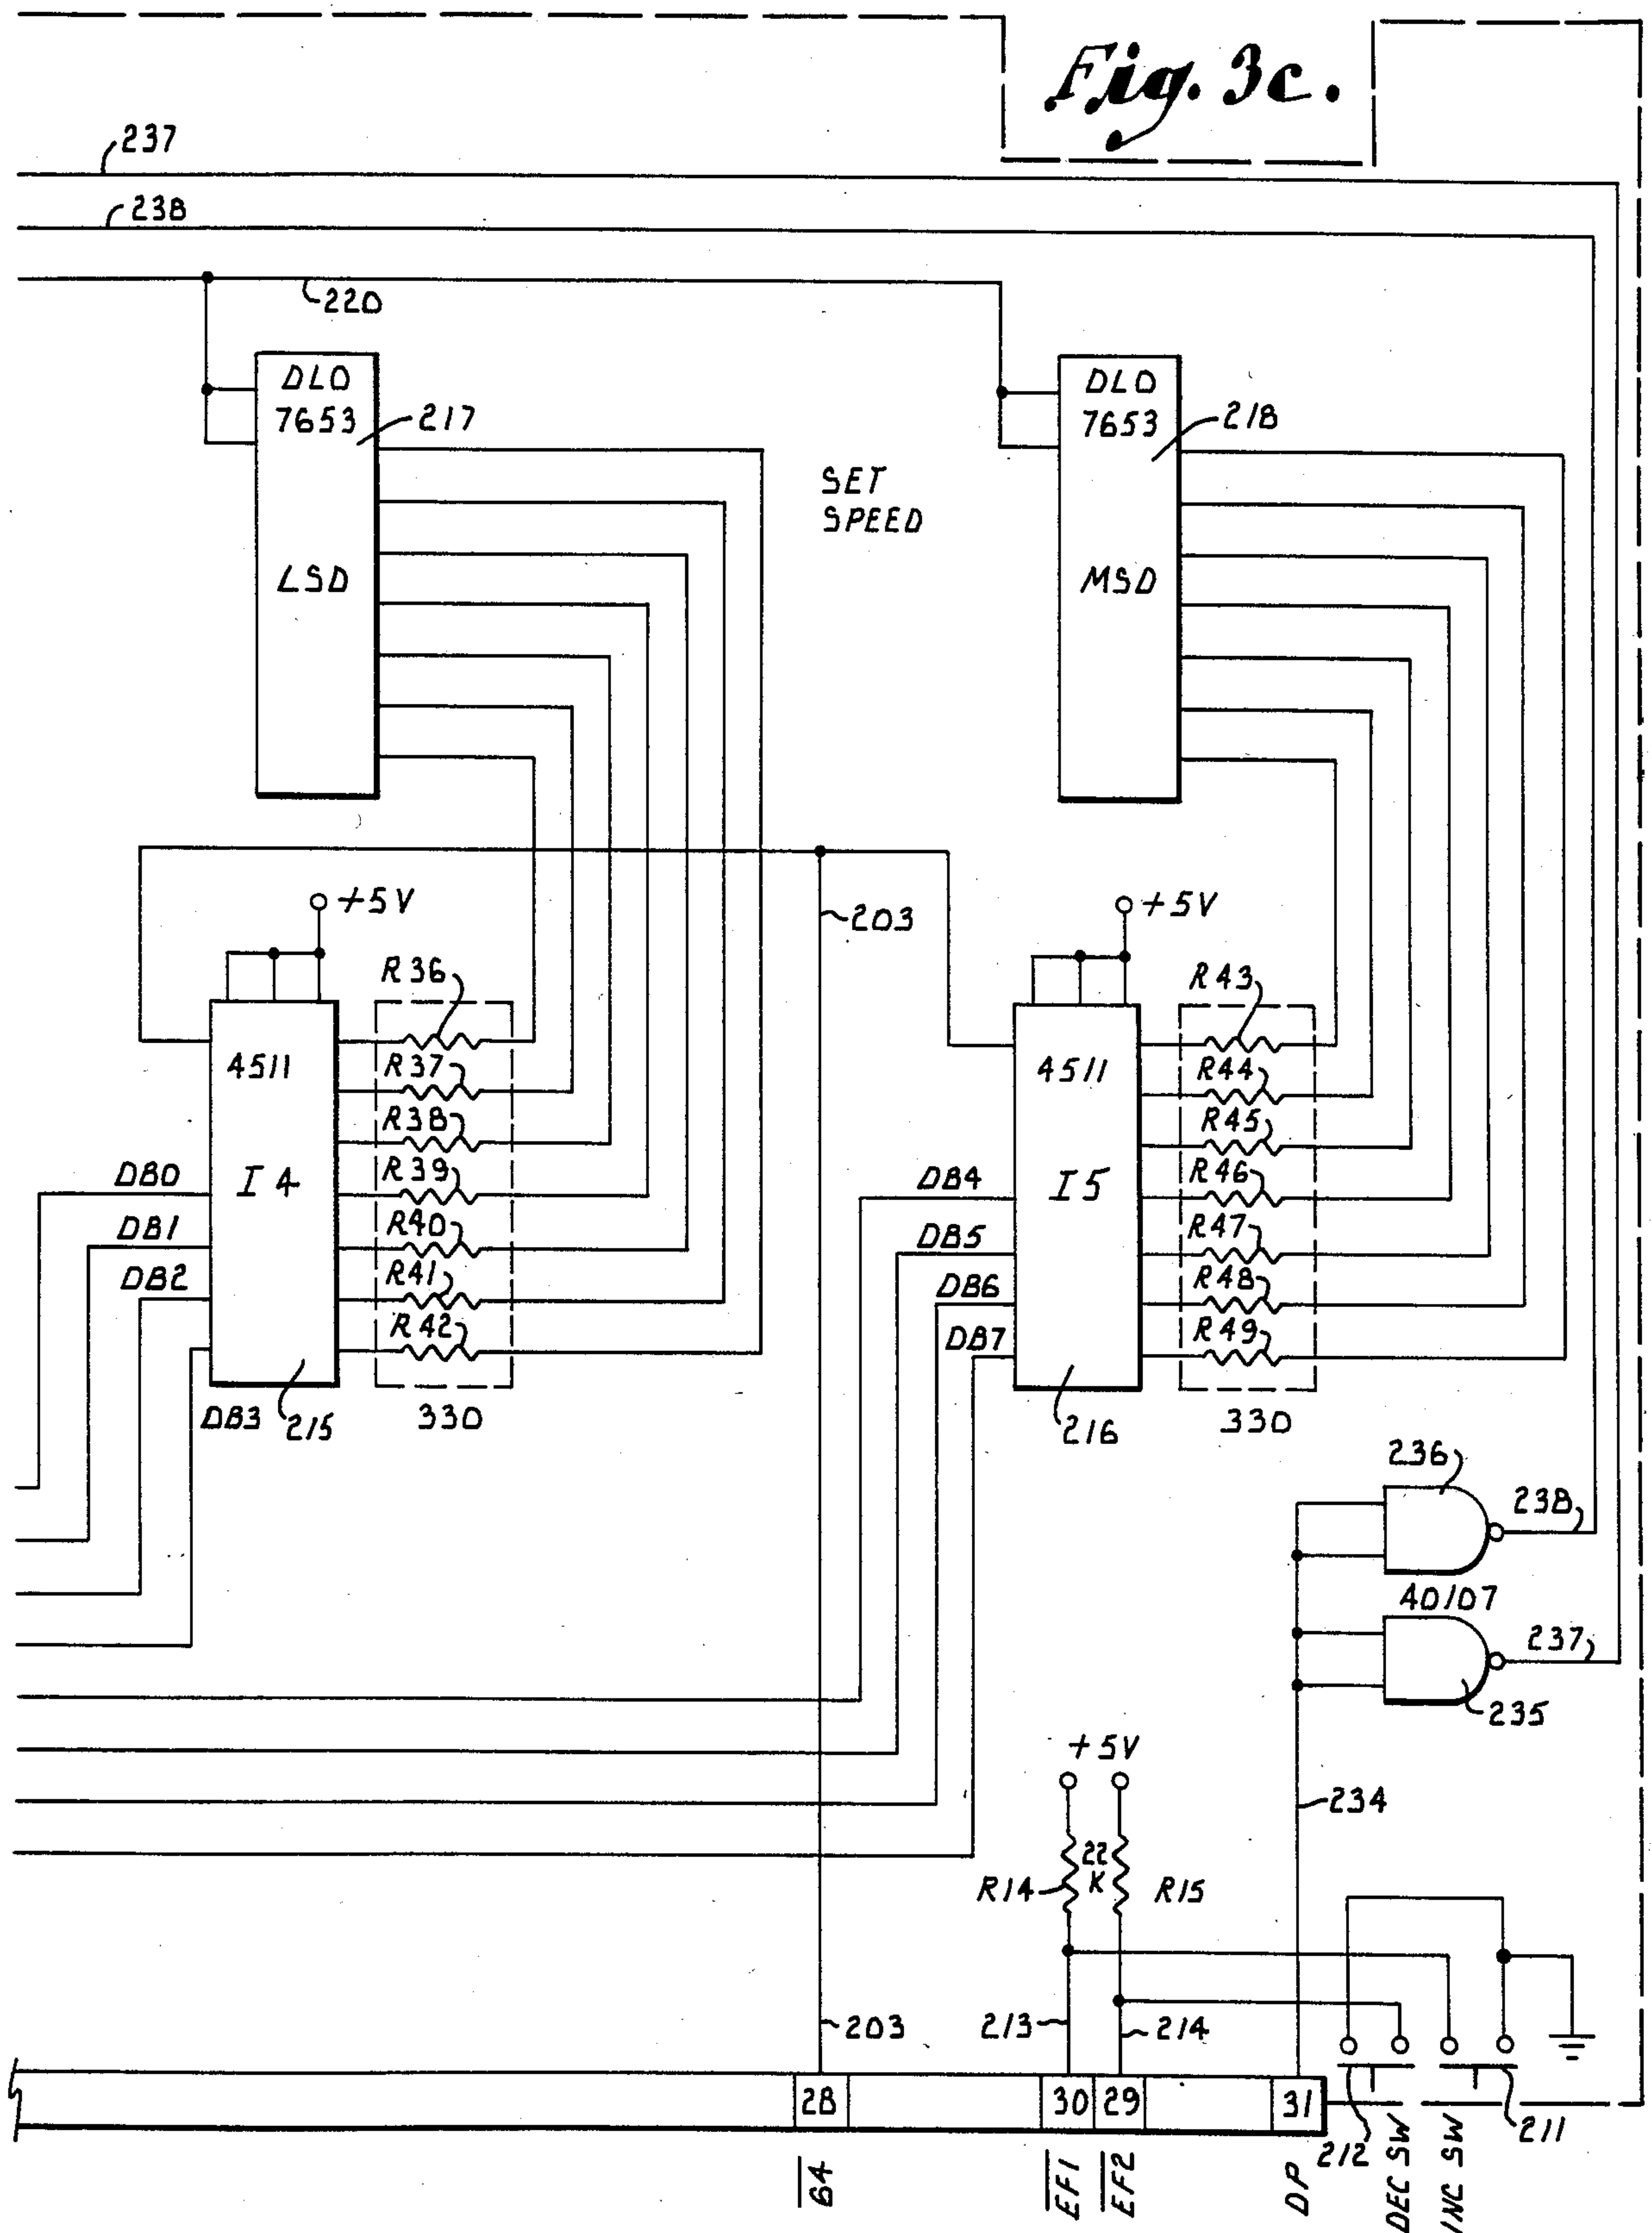 Fig. 3c.
237
238
220
DLO
7653
217
LSD
SET
SPEED
DLO
7653
218
MSD
+5V
203
+5V
R36
R37
R38
R39
R40
R41
R42
4511
I4
DB0
DB1
DB2
DB3
215
330
R43
R44
R45
R46
R47
R48
R49
4511
I5
DB4
DB5
DB6
DB7
216
330
236
238
40107
237
235
+5V
234
R14
22
K
R15
203
213
214
28
30
29
31
64
EF1
EF2
DP
212
DEC SW
INC SW
211